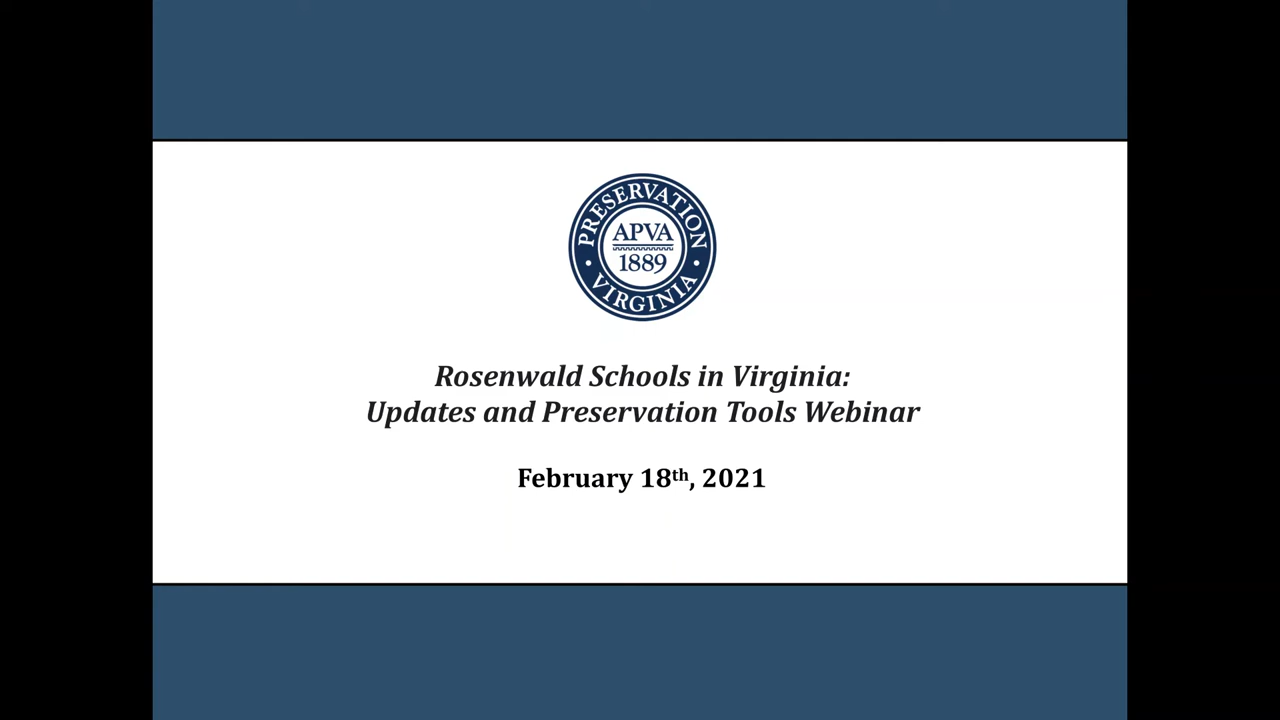 PRESERVATION
APVA
1889
VIRGINIA
Rosenwald Schools in Virginia:
Updates and Preservation Tools Webinar
February 18th, 2021